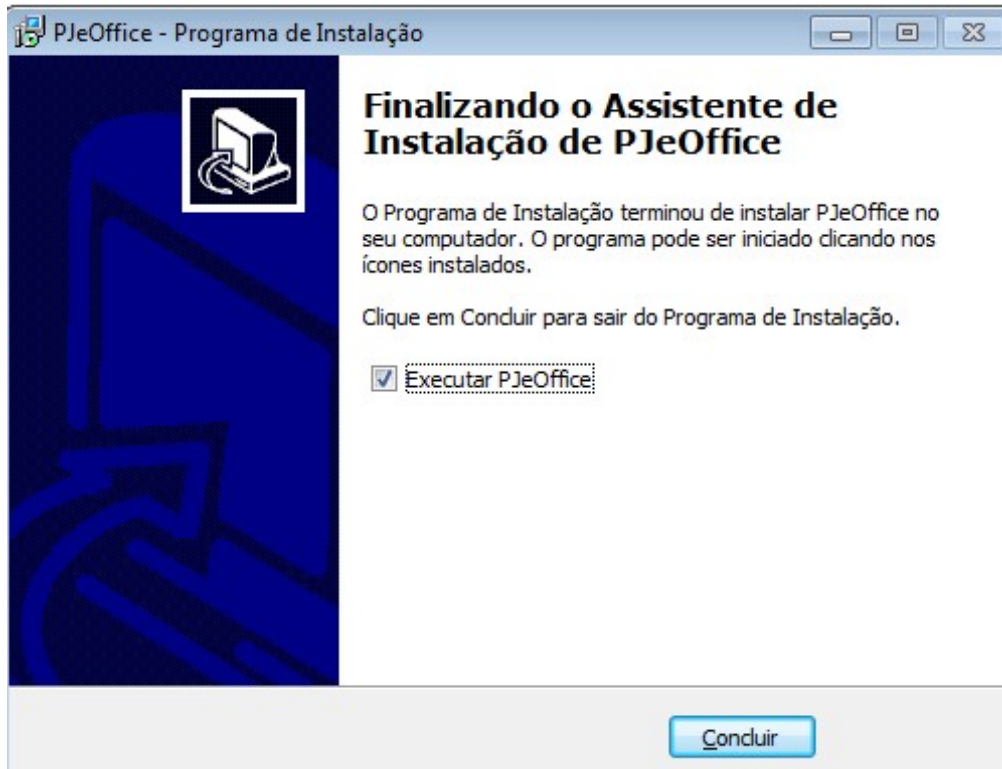 PJeOffice - Programa de Instalação
Finalizando o Assistente de
Instalação de PJeOffice
O Programa de Instalação terminou de instalar PJeOffice no
seu computador. O programa pode ser iniciado clicando nos
ícones instalados.
Clique em Concluir para sair do Programa de Instalação.
Executar PJeOffice
Concluir